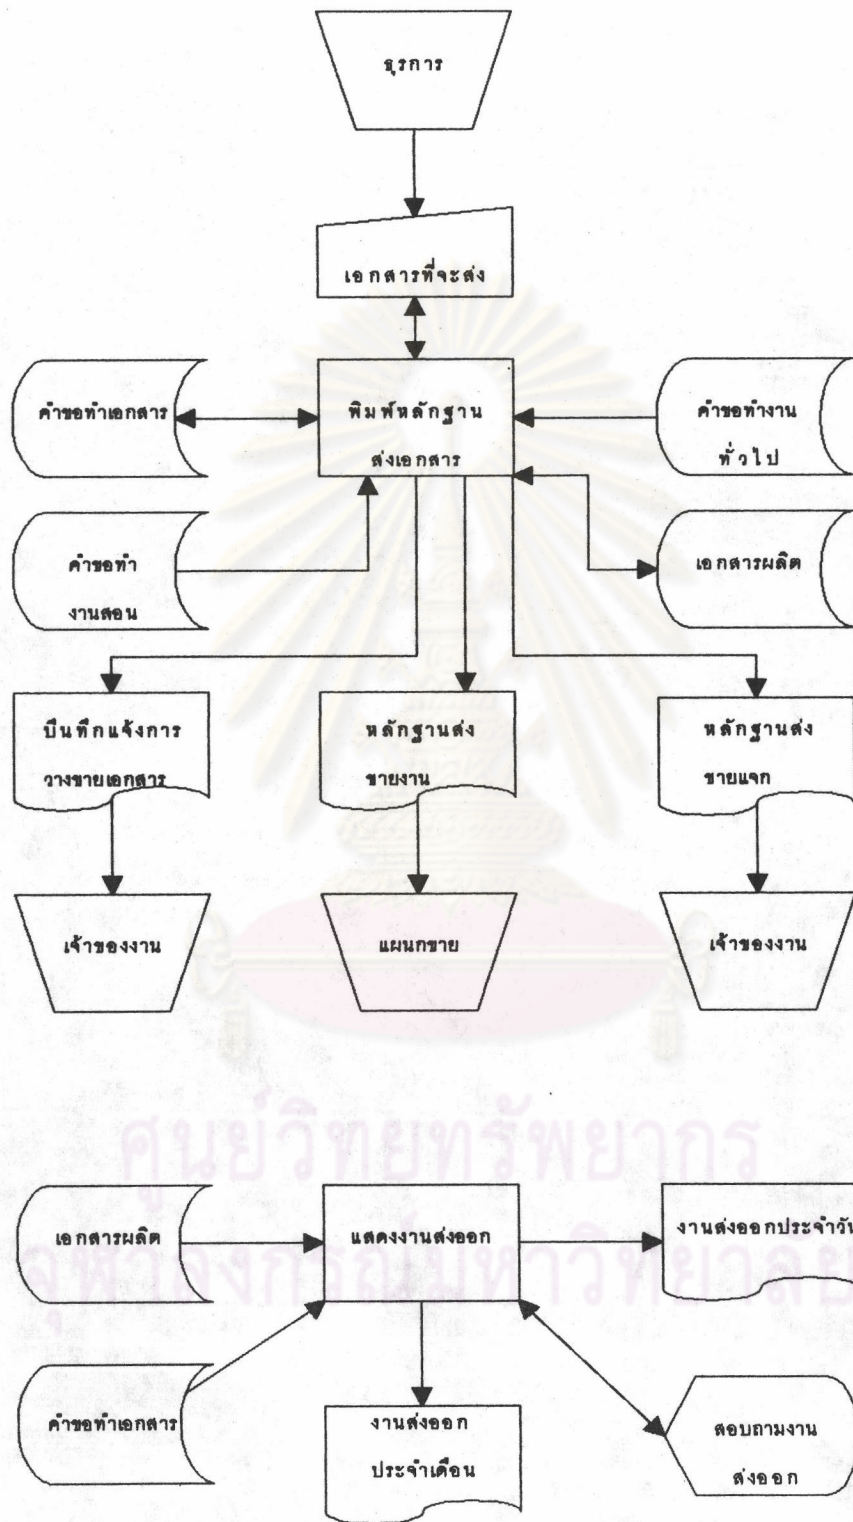 ธุรการ
เอกสารที่จะส่ง
คำขอทำเอกสาร
พิมพ์หลักฐาน
ส่งเอกสาร
คำขอทำงาน
ทั่วไป
คำขอทำ
งานสอน
เอกสารผลิต
บันทึกแจ้งการ
วางขายเอกสาร
หลักฐานส่ง
ขายงาน
หลักฐานส่ง
ขายแจก
เจ้าของงาน
แผนกขาย
เจ้าของงาน
ศูนย์วิทยทรัพยากร
จุฬาลงกรณ์มหาวิทยาลัย
เอกสารผลิต
แสดงงานส่งออก
งานส่งออกประจำวัน
คำขอทำเอกสาร
งานส่งออก
ประจำเดือน
สอบถามงาน
ส่งออก